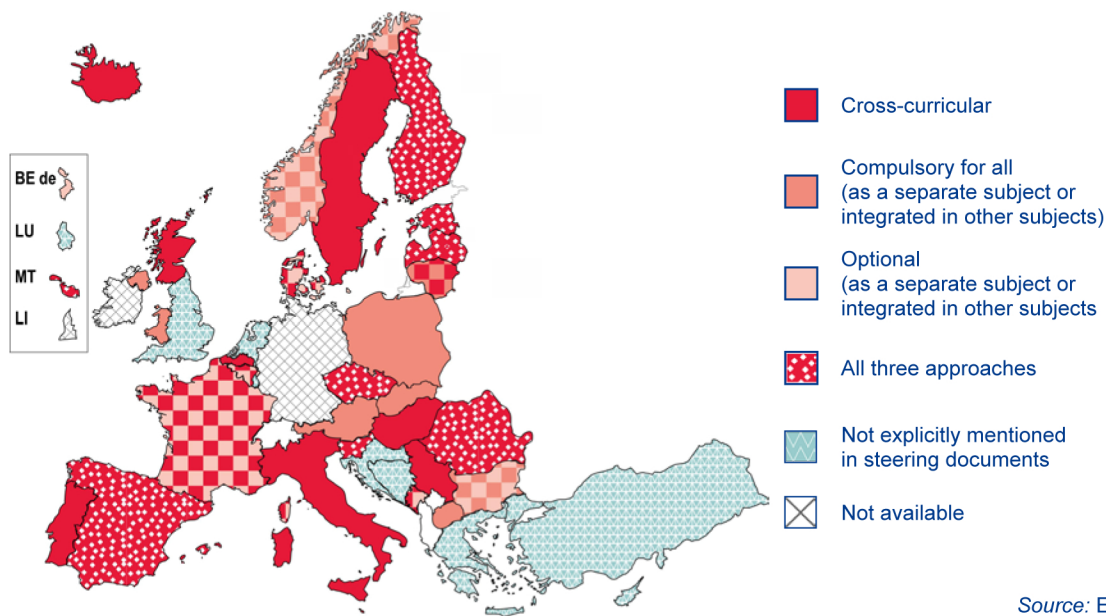 BE de
LU
MT
LI
Cross-curricular
Compulsory for all
(as a separate subject or
integrated in other subjects)
Optional
(as a separate subject or
integrated in other subjects
All three approaches
Not explicitly mentioned
in steering documents
Not available
Source: E